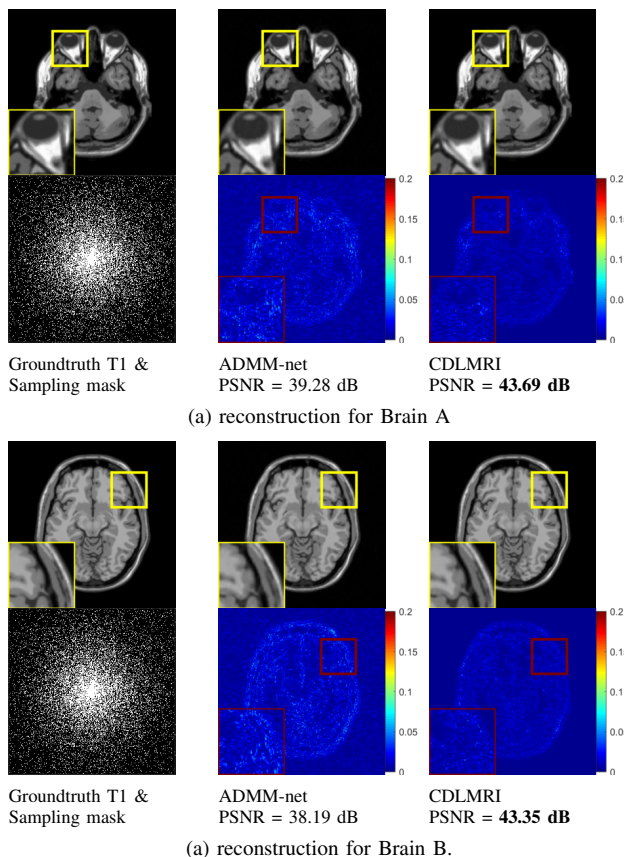 0.2
0.15
0.1
0.05
0
0.2
0.15
0.1
0.05
0
Groundtruth T1 &
Sampling mask
ADMM-net
PSNR = 39.28 dB
CDLMRI
PSNR = 43.69 dB
(a) reconstruction for Brain A
0.2
0.15
0.1
0.05
0
0.2
0.15
0.1
0.05
0
Groundtruth T1 &
Sampling mask
ADMM-net
PSNR = 38.19 dB
CDLMRI
PSNR = 43.35 dB
(a) reconstruction for Brain B.